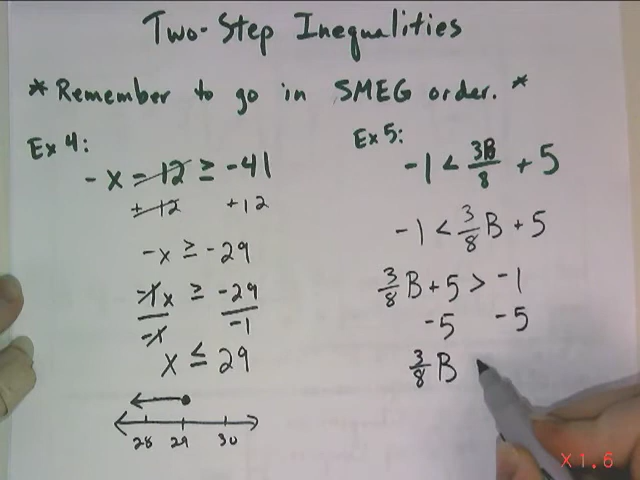 Two-Step Inequalities
* Remember to go in SMEG order. *
Ex 4:
-x - 12 ≥ -41
+ 12 +12
-x ≥ -29
-1x ≥ -29
-1 -1
x ≤ 29
28 29 30
Ex 5:
-1 < 3B/8 + 5
-1 < 3/8 B + 5
3/8 B + 5 > -1
-5 -5
3/8 B
X1.6